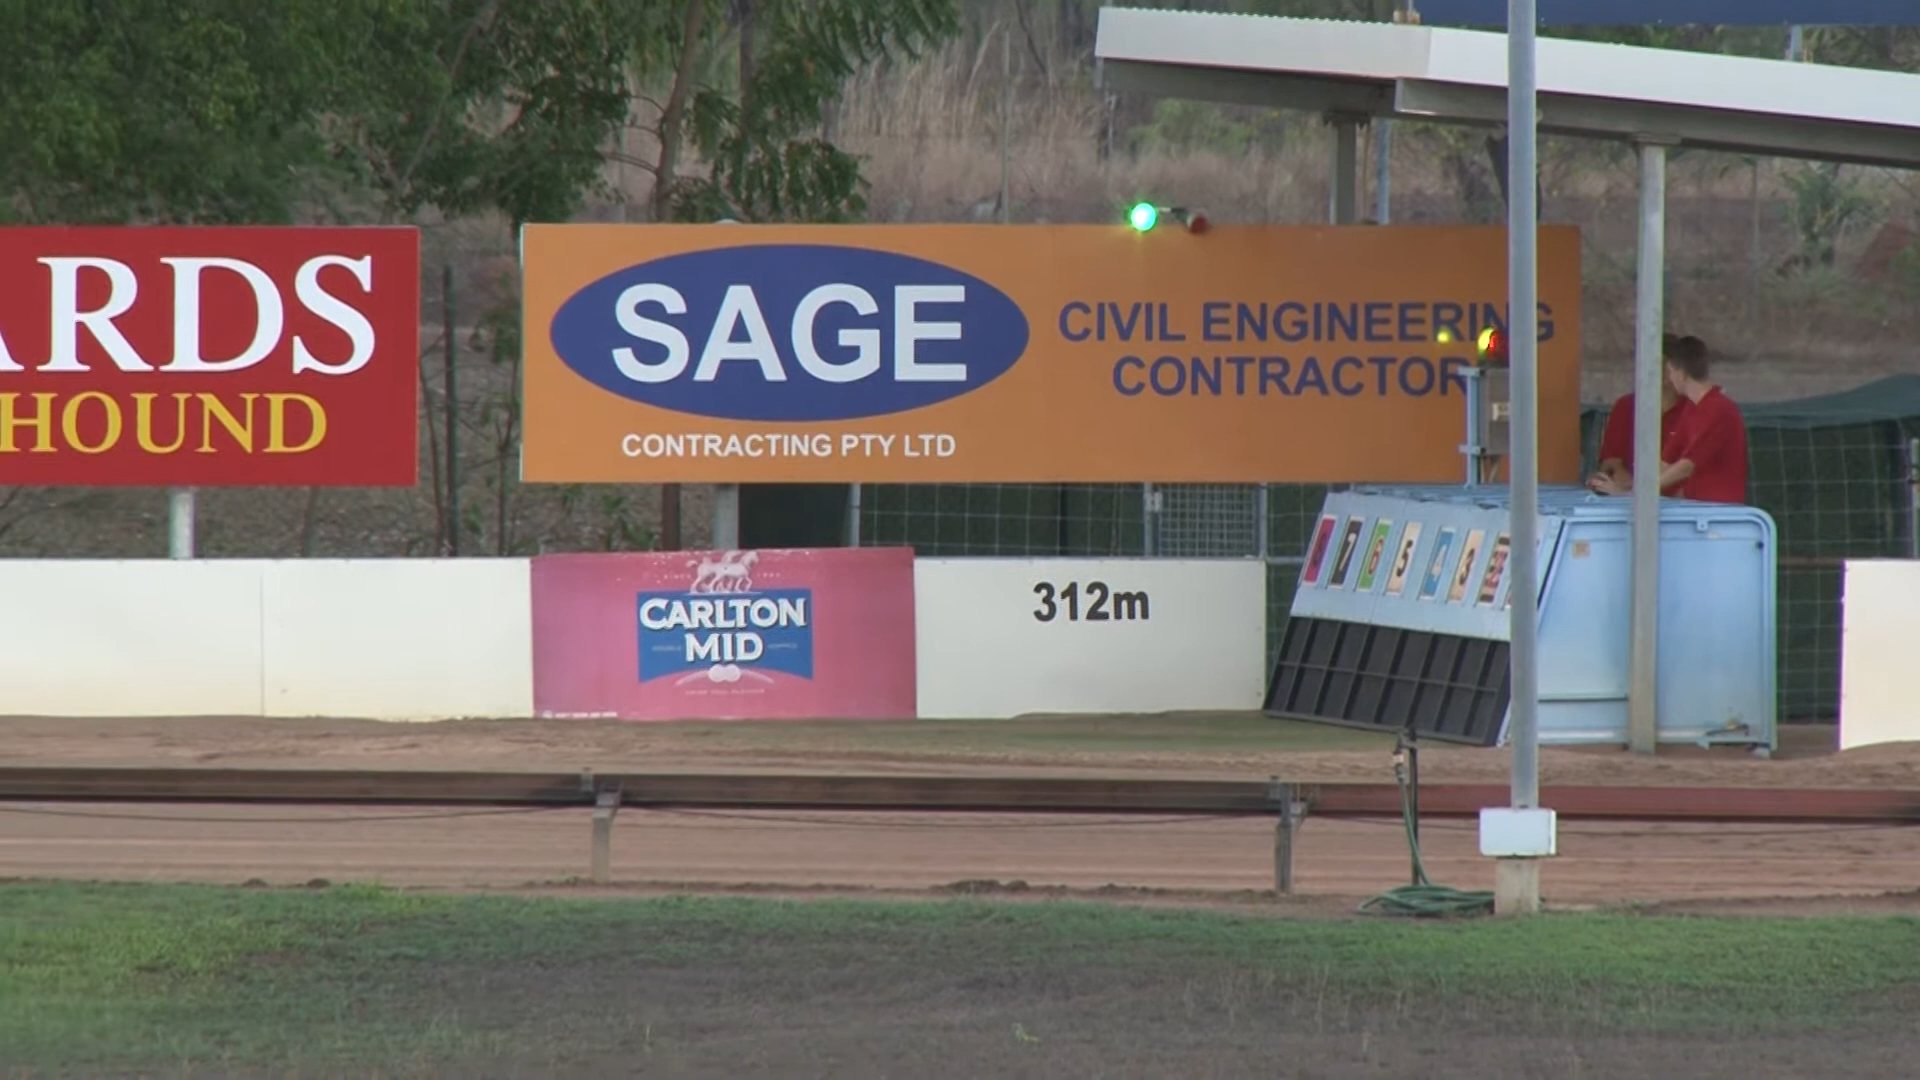 ARDS
HOUND
SAGE
CONTRACTING PTY LTD
CIVIL ENGINEERING
CONTRACTOR
CARLTON
MID
312m
8 7 6 5 4 3